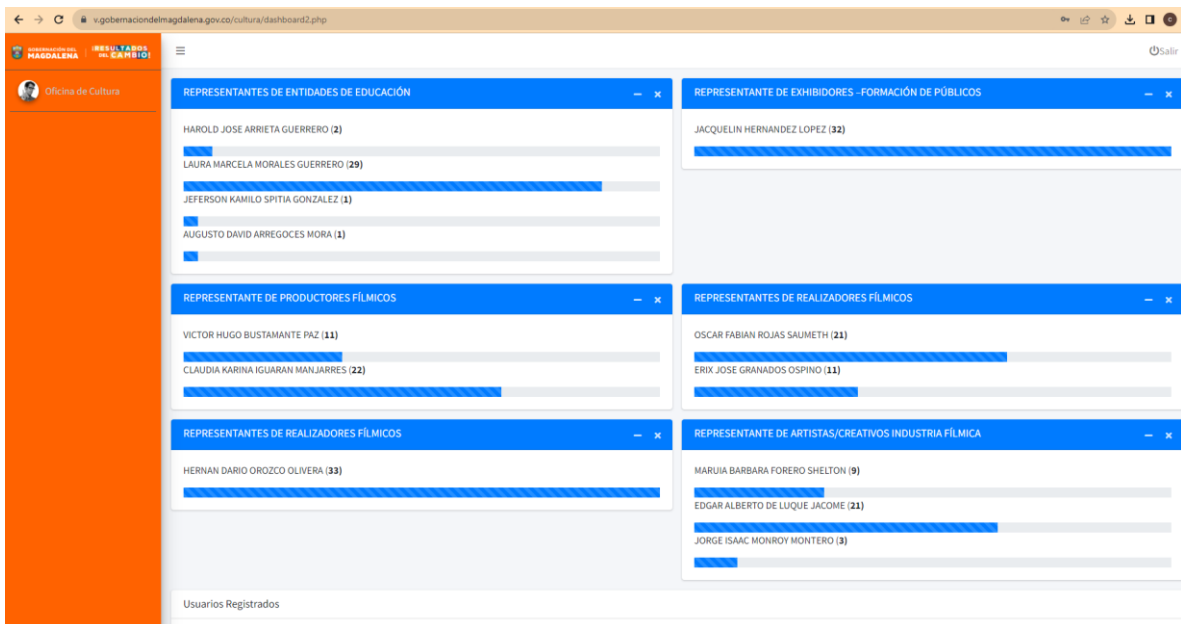 v.gobernaciondelmagdalena.gov.co/cultura/dashboard2.php
GOBERNACIÓN DEL MAGDALENA
¡RESULTADOS DEL CAMBIO!
Salir
Oficina de Cultura
REPRESENTANTES DE ENTIDADES DE EDUCACIÓN
HAROLD JOSE ARRIETA GUERRERO (2)
LAURA MARCELA MORALES GUERRERO (29)
JEFERSON KAMILO SPITIA GONZALEZ (1)
AUGUSTO DAVID ARREGOCES MORA (1)
REPRESENTANTE DE EXHIBIDORES –FORMACIÓN DE PÚBLICOS
JACQUELIN HERNANDEZ LOPEZ (32)
REPRESENTANTE DE PRODUCTORES FÍLMICOS
VICTOR HUGO BUSTAMANTE PAZ (11)
CLAUDIA KARINA IGUARAN MANJARRES (22)
REPRESENTANTES DE REALIZADORES FÍLMICOS
OSCAR FABIAN ROJAS SAUMETH (21)
ERIX JOSE GRANADOS OSPINO (11)
REPRESENTANTES DE REALIZADORES FÍLMICOS
HERNAN DARIO OROZCO OLIVERA (33)
REPRESENTANTE DE ARTISTAS/CREATIVOS INDUSTRIA FÍLMICA
MARUIA BARBARA FORERO SHELTON (9)
EDGAR ALBERTO DE LUQUE JACOME (21)
JORGE ISAAC MONROY MONTERO (3)
Usuarios Registrados